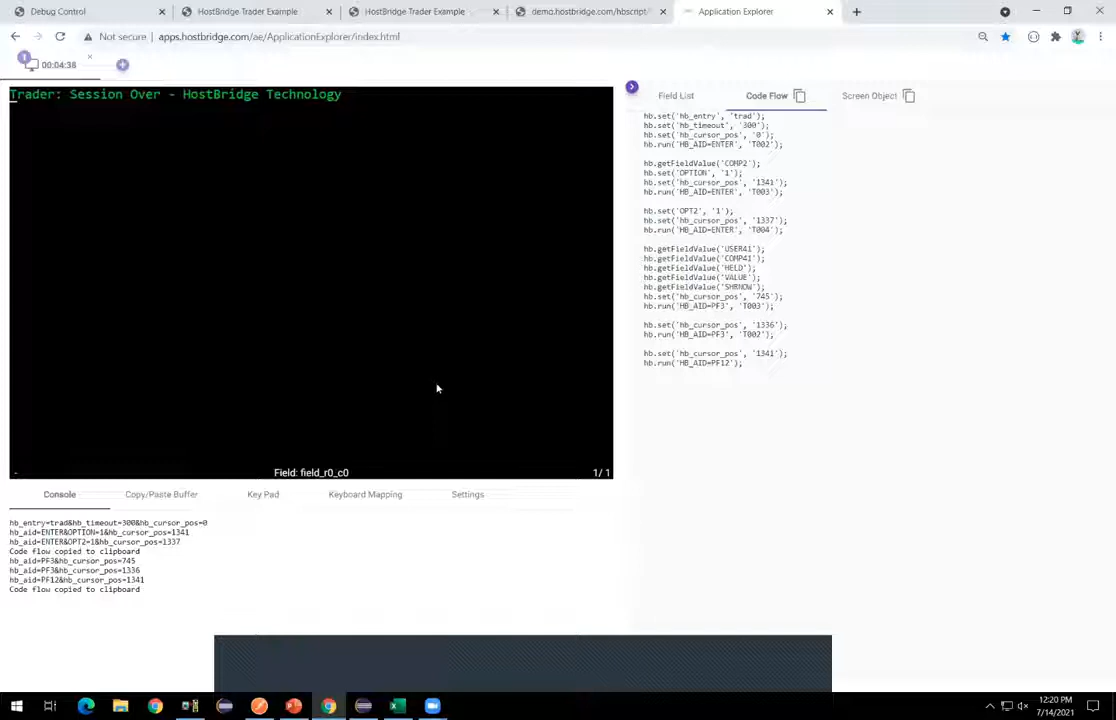 Debug Control
HostBridge Trader Example
HostBridge Trader Example
demo.hostbridge.com/hbscript/
Application Explorer
Not secure
apps.hostbridge.com/ae/ApplicationExplorer/index.html
1
00:04:38
Trader: Session Over - HostBridge Technology
Field: field_r0_c0
1/ 1
Field List
Code Flow
Screen Object
hb.set('hb_entry', 'trad');
hb.set('hb_timeout', '300');
hb.set('hb_cursor_pos', '0');
hb.run('HB_AID=ENTER', 'T002');
hb.getFieldValue('COMP2');
hb.set('OPTION', '1');
hb.set('hb_cursor_pos', '1341');
hb.run('HB_AID=ENTER', 'T003');
hb.set('OPT2', '1');
hb.set('hb_cursor_pos', '1337');
hb.run('HB_AID=ENTER', 'T004');
hb.getFieldValue('USER41');
hb.getFieldValue('COMP41');
hb.getFieldValue('HELD');
hb.getFieldValue('VALUE');
hb.getFieldValue('SHRNOW');
hb.set('hb_cursor_pos', '745');
hb.run('HB_AID=PF3', 'T003');
hb.set('hb_cursor_pos', '1336');
hb.run('HB_AID=PF3', 'T002');
hb.set('hb_cursor_pos', '1341');
hb.run('HB_AID=PF12');
Console
Copy/Paste Buffer
Key Pad
Keyboard Mapping
Settings
hb_entry=trad&hb_timeout=300&hb_cursor_pos=0
hb_aid=ENTER&OPTION=1&hb_cursor_pos=1341
hb_aid=ENTER&OPT2=1&hb_cursor_pos=1337
Code flow copied to clipboard
hb_aid=PF3&hb_cursor_pos=745
hb_aid=PF3&hb_cursor_pos=1336
hb_aid=PF12&hb_cursor_pos=1341
Code flow copied to clipboard
12:20 PM
7/14/2021